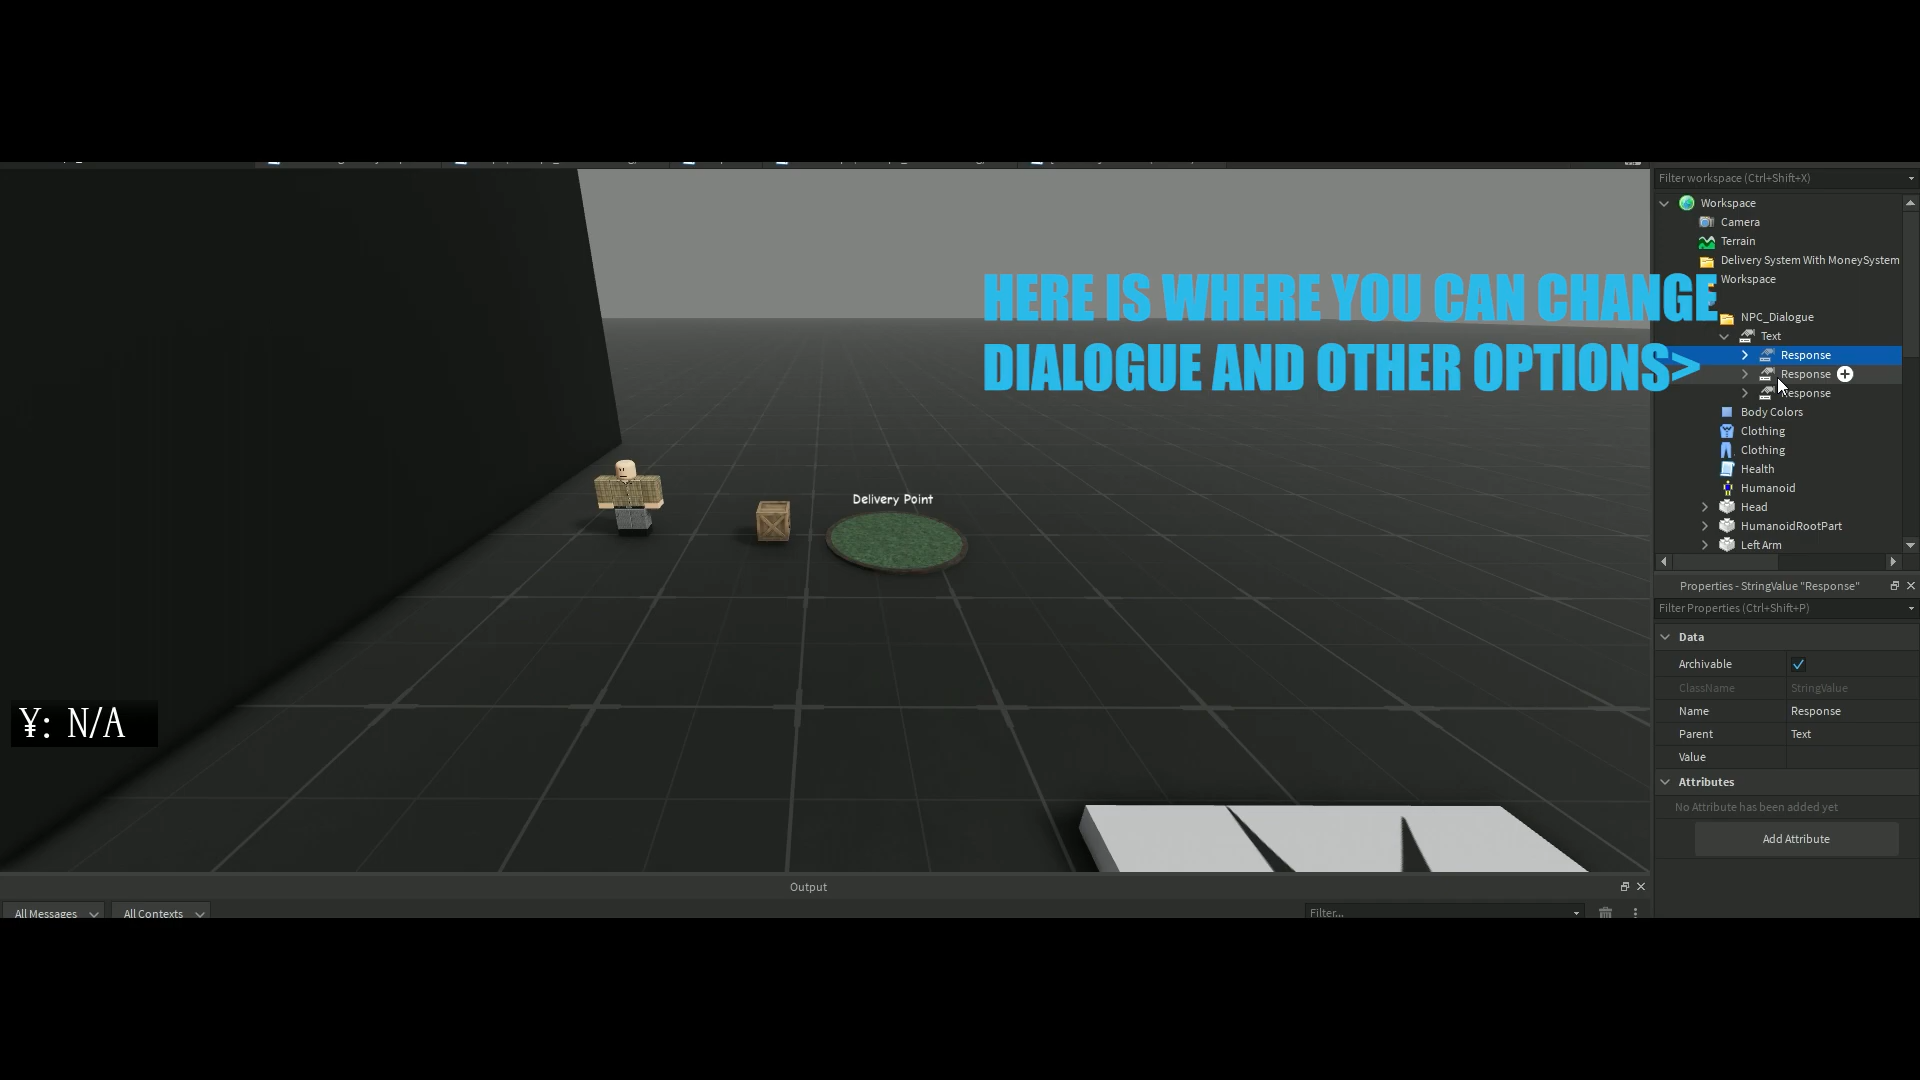 Filter workspace (Ctrl+Shift+X)
Workspace
Camera
Terrain
Delivery System With MoneySystem
Workspace
HERE IS WHERE YOU CAN CHANGE
DIALOGUE AND OTHER OPTIONS>
NPC_Dialogue
Text
Response
Response
Response
Body Colors
Clothing
Clothing
Health
Humanoid
Head
HumanoidRootPart
Left Arm
Delivery Point
¥: N/A
Properties - StringValue "Response"
Filter Properties (Ctrl+Shift+P)
Data
Archivable
ClassName StringValue
Name Response
Parent Text
Value
Attributes
No Attribute has been added yet
Add Attribute
Output
All Messages All Contexts Filter...